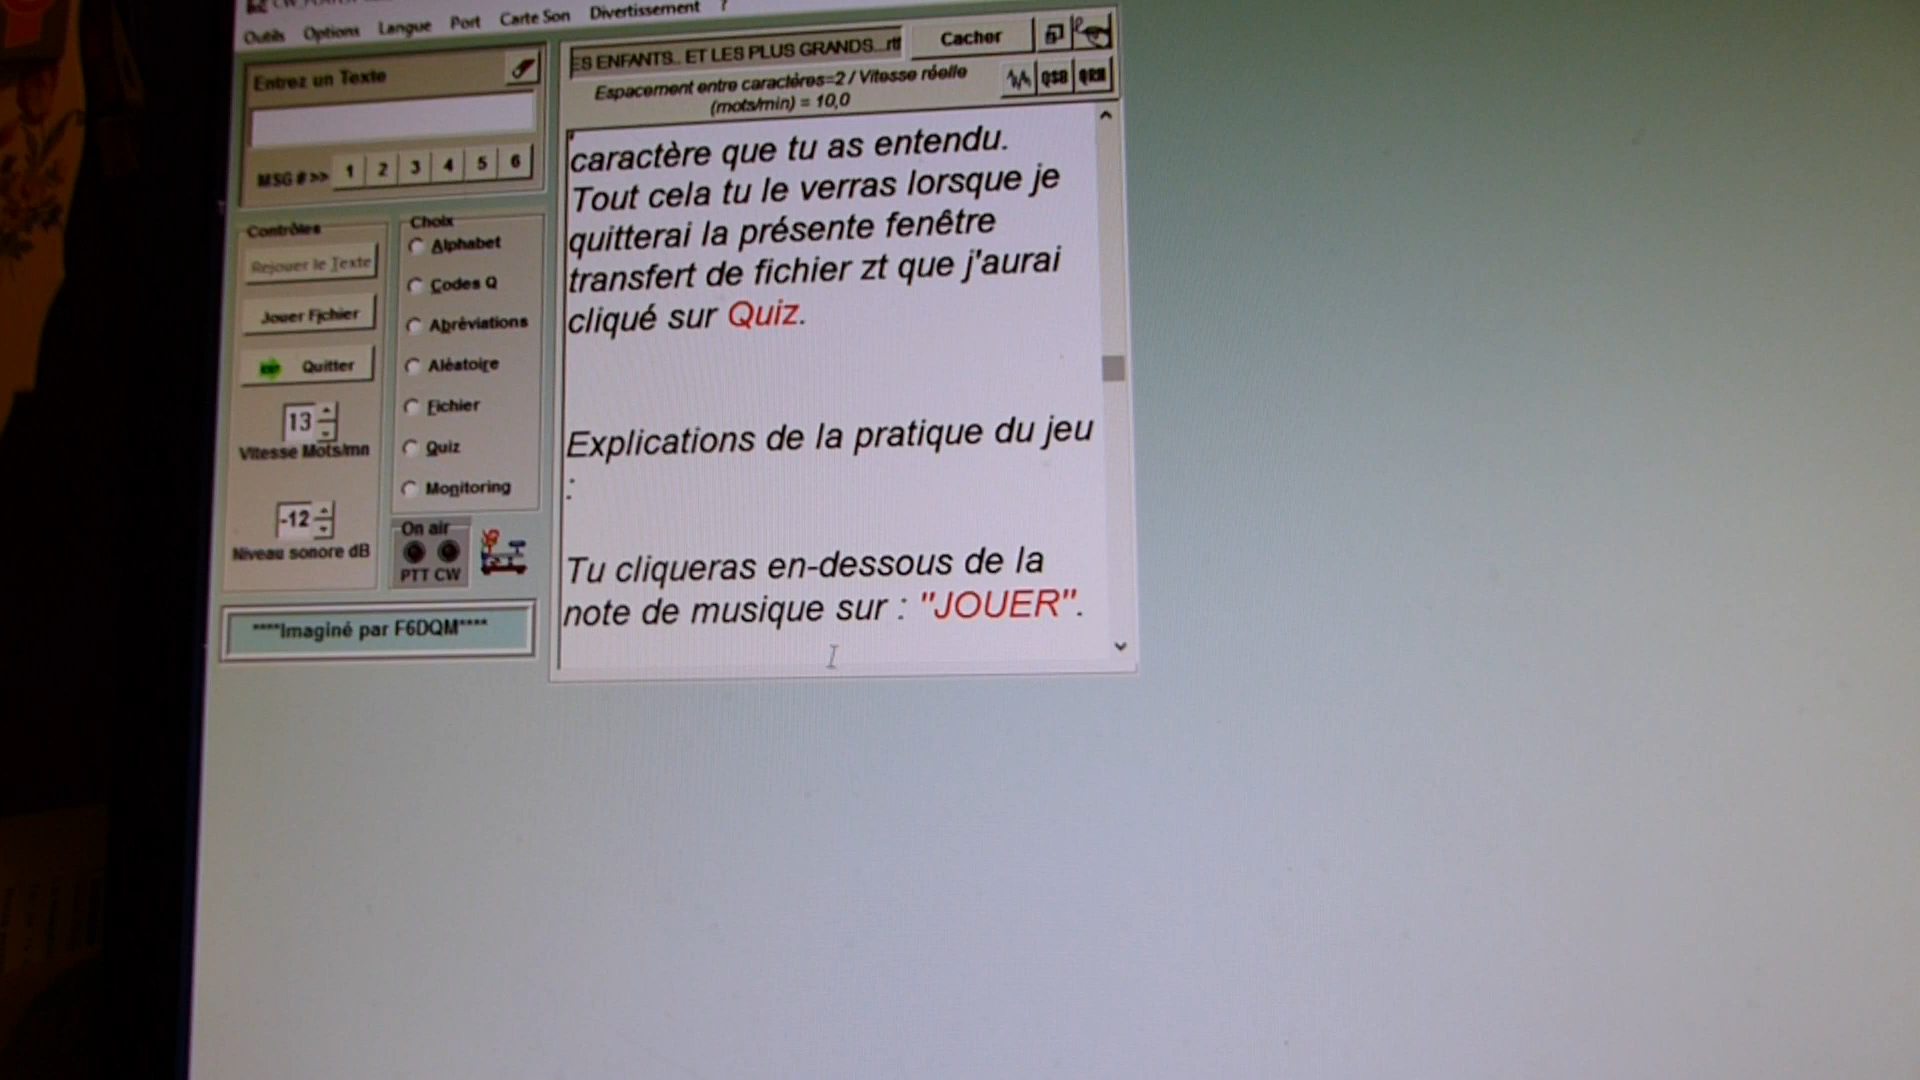 Outils Options Langue Port Carte Son Divertissement ?
Entrez un Texte
MSG # >> 1 2 3 4 5 6
Contrôles
Rejouer le Texte
Jouer Fichier
Quitter
13
Vitesse Mots/mn
-12
Niveau sonore dB
Choix
Alphabet
Codes Q
Abréviations
Aléatoire
Fichier
Quiz
Monitoring
On air
PTT CW
****Imaginé par F6DQM****
ES ENFANTS.. ET LES PLUS GRANDS...rtf
Cacher
Espacement entre caractères=2 / Vitesse réelle
(mots/min) = 10,0
QSB QRM
caractère que tu as entendu.
Tout cela tu le verras lorsque je
quitterai la présente fenêtre
transfert de fichier zt que j'aurai
cliqué sur Quiz.
Explications de la pratique du jeu
:
Tu cliqueras en-dessous de la
note de musique sur : "JOUER".